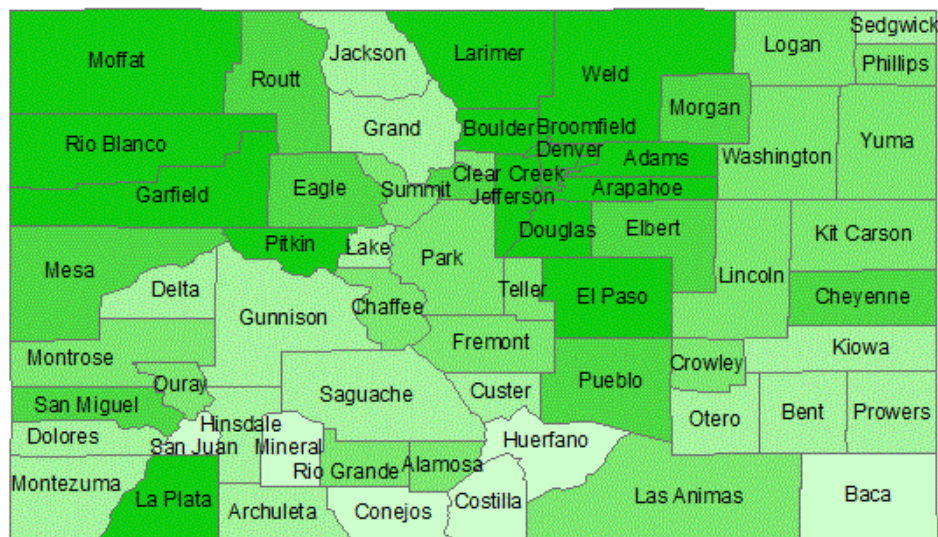 Sedgwick
Jackson
Larimer
Logan
Moffat
Phillips
Routt
Weld
Morgan
Grand
Boulder
Broomfield
Rio Blanco
Denver
Washington
Yuma
Adams
Clear Creek
Eagle
Summit
Garfield
Jefferson
Arapahoe
Douglas
Elbert
Kit Carson
Pitkin
Lake
Park
Mesa
Lincoln
Delta
Teller
El Paso
Cheyenne
Chaffee
Gunnison
Fremont
Kiowa
Montrose
Crowley
Ouray
Pueblo
Custer
Saguache
San Miguel
Otero
Bent
Prowers
Hinsdale
Dolores
San Juan
Mineral
Huerfano
Rio Grande
Alamosa
Montezuma
La Plata
Las Animas
Baca
Costilla
Archuleta
Conejos